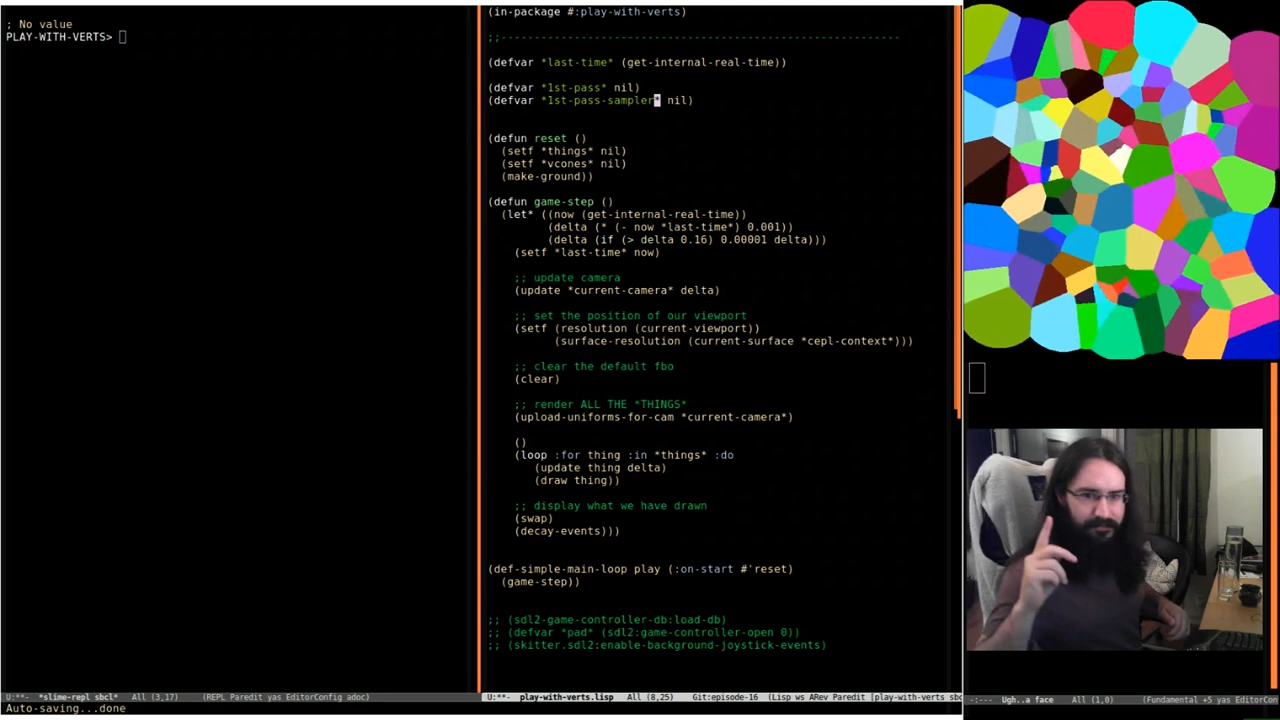 ; No value
PLAY-WITH-VERTS>
(in-package #:play-with-verts)
;;------------------------------------------------------------
(defvar *last-time* (get-internal-real-time))
(defvar *1st-pass* nil)
(defvar *1st-pass-sampler* nil)
(defun reset ()
(setf *things* nil)
(setf *vcones* nil)
(make-ground))
(defun game-step ()
(let* ((now (get-internal-real-time))
(delta (* (- now *last-time*) 0.001))
(delta (if (> delta 0.16) 0.00001 delta)))
(setf *last-time* now)
;; update camera
(update *current-camera* delta)
;; set the position of our viewport
(setf (resolution (current-viewport))
(surface-resolution (current-surface *cepl-context*)))
;; clear the default fbo
(clear)
;; render ALL THE *THINGS*
(upload-uniforms-for-cam *current-camera*)
()
(loop :for thing :in *things* :do
(update thing delta)
(draw thing))
;; display what we have drawn
(swap)
(decay-events)))
(def-simple-main-loop play (:on-start #'reset)
(game-step))
;; (sdl2-game-controller-db:load-db)
;; (defvar *pad* (sdl2:game-controller-open 0))
;; (skitter.sdl2:enable-background-joystick-events)
U:**- *slime-repl sbcl* All (3,17) (REPL Paredit yas EditorConfig adoc)
U:**- play-with-verts.lisp All (8,25) Git:episode-16 (Lisp ws ARev Paredit [play-with-verts sbc
-:--- Ugh..a face All (1,0) (Fundamental +5 yas EditorCon
Auto-saving...done